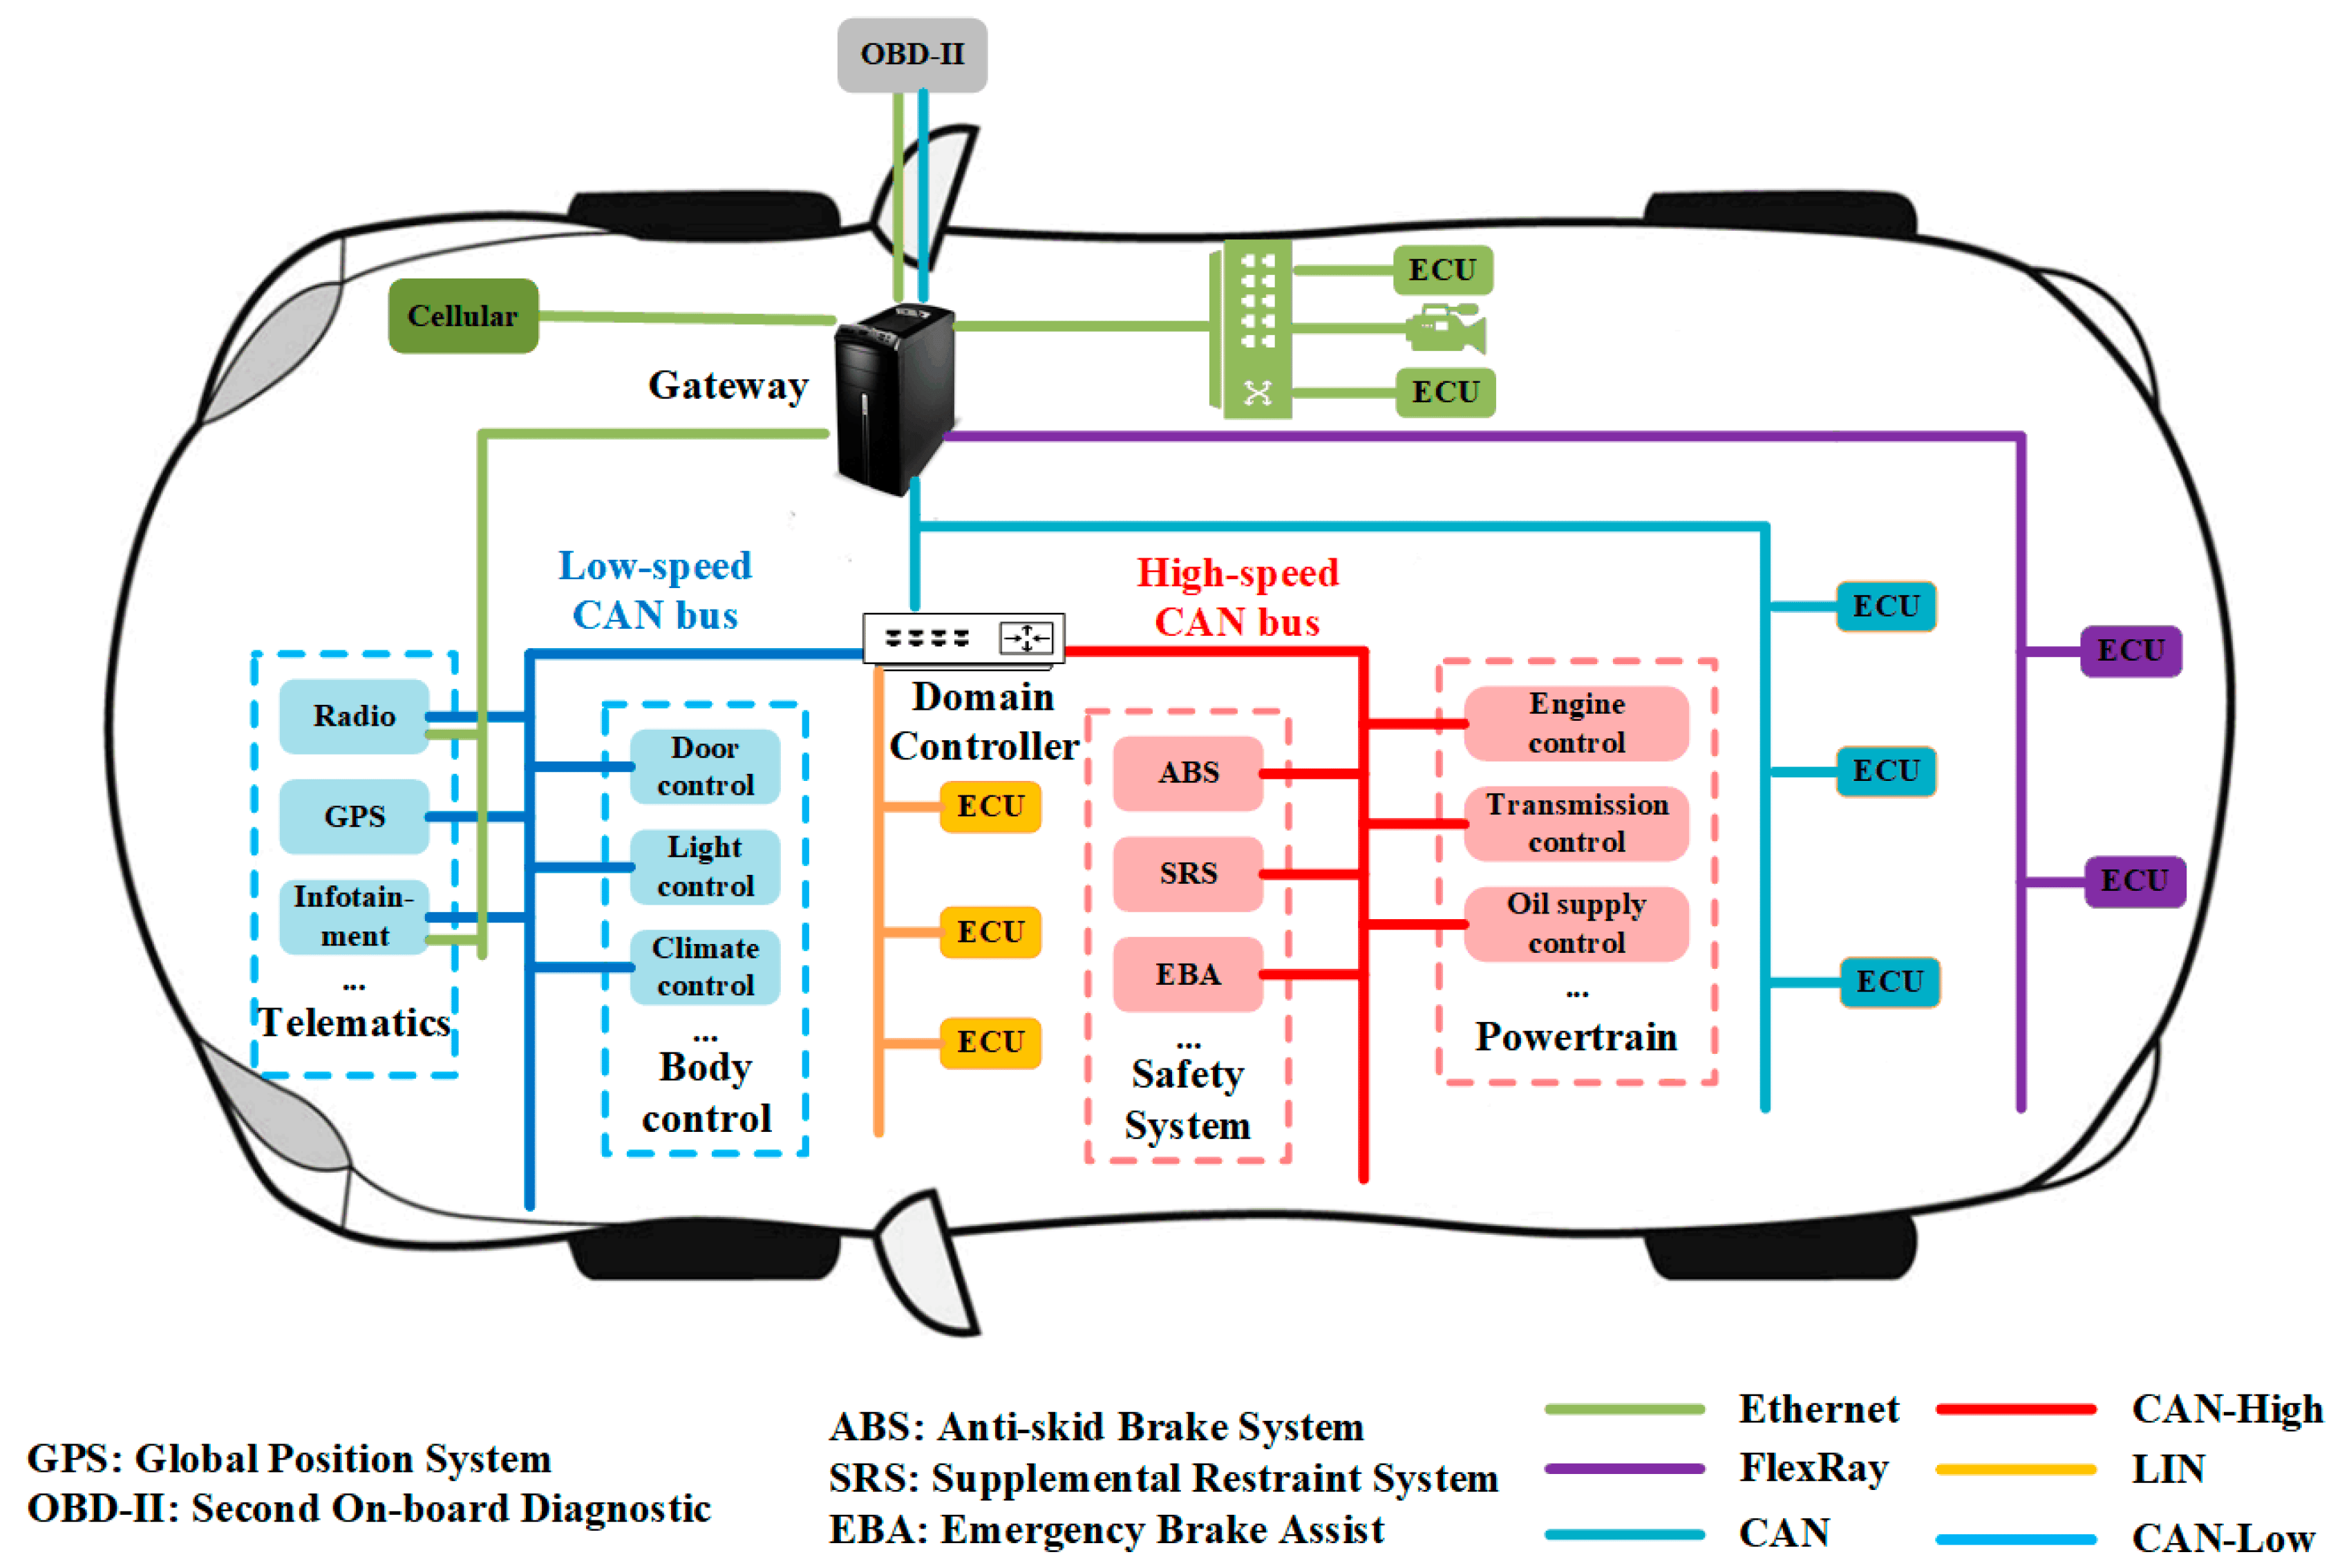 OBD-II
Cellular
Gateway
ECU
ECU
Low-speed
CAN bus
High-speed
CAN bus
Domain
Controller
Radio
GPS
Infotain-
ment
...
Telematics
Door
control
Light
control
Climate
control
...
Body
control
ECU
ECU
ECU
ABS
SRS
EBA
...
Safety
System
Engine
control
Transmission
control
Oil supply
control
...
Powertrain
ECU
ECU
ECU
ECU
ECU
GPS: Global Position System
OBD-II: Second On-board Diagnostic
ABS: Anti-skid Brake System
SRS: Supplemental Restraint System
EBA: Emergency Brake Assist
Ethernet
FlexRay
CAN
CAN-High
LIN
CAN-Low